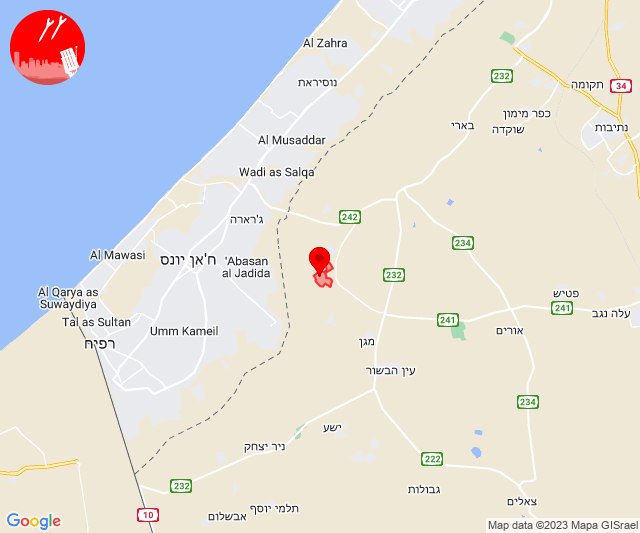 Al Zahra
נוסיראת
232
34
תקומה
כפר מימון
שוקדה
בארי
נתיבות
Al Musaddar
Wadi as Salqa
ג'רארה
242
234
Al Mawasi
ח'אן יונס
'Abasan
al Jadida
232
Al Qarya as
Suwaydiya
Tal as Sultan
Umm Kameil
רפיח
פטיש
241
עלה נגב
241
אורים
מגן
עין הבשור
234
ישע
ניר יצחק
222
232
גבולות
צאלים
תלמי יוסף
אבשלום
10
Google
Map data ©2023 Mapa GISrael